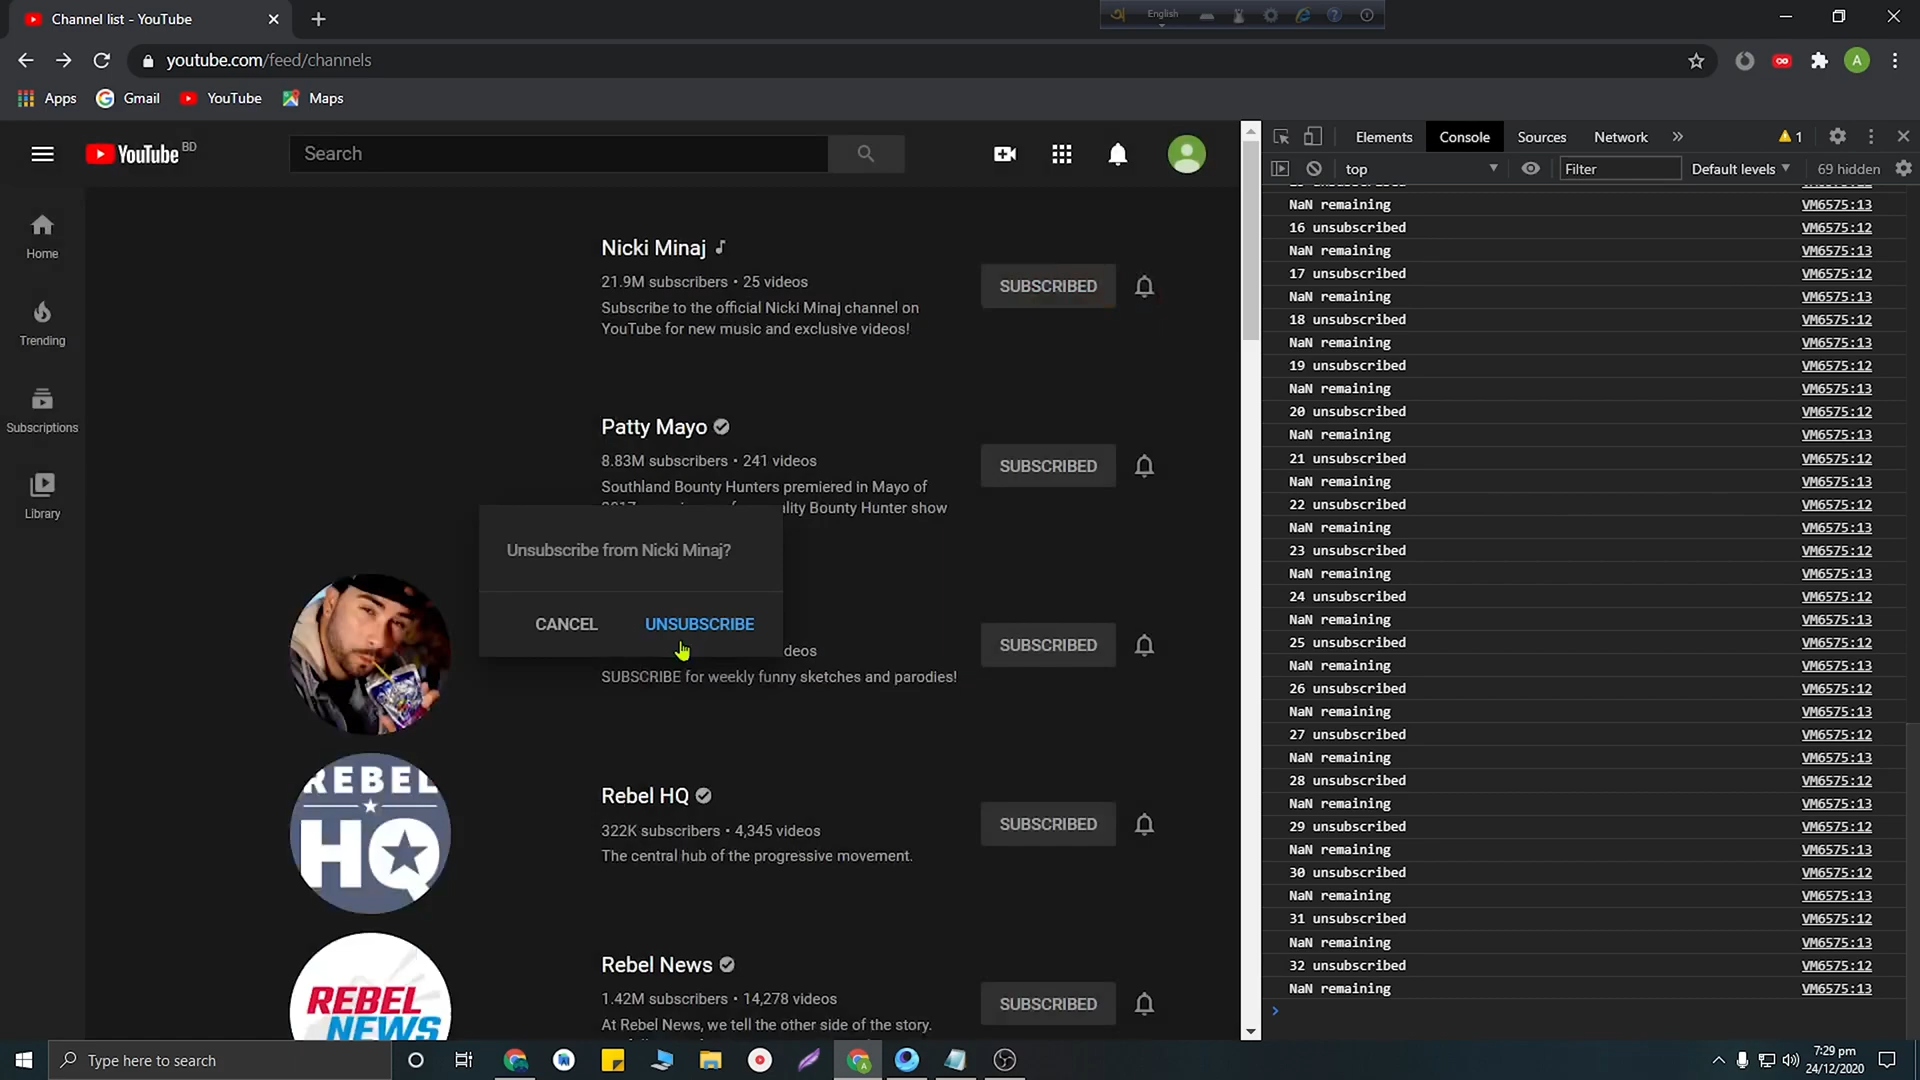 Channel list - YouTube
English
youtube.com/feed/channels
A
Apps
Gmail
YouTube
Maps
YouTube BD
Search
Home
Trending
Subscriptions
Library
Nicki Minaj
21.9M subscribers • 25 videos
Subscribe to the official Nicki Minaj channel on
YouTube for new music and exclusive videos!
SUBSCRIBED
Patty Mayo
8.83M subscribers • 241 videos
Southland Bounty Hunters premiered in Mayo of
Bounty Hunter show
SUBSCRIBED
Unsubscribe from Nicki Minaj?
CANCEL
UNSUBSCRIBE
SUBSCRIBE for weekly funny sketches and parodies!
SUBSCRIBED
REBEL
HQ
Rebel HQ
322K subscribers • 4,345 videos
The central hub of the progressive movement.
SUBSCRIBED
REBEL
NEWS
Rebel News
1.42M subscribers • 14,278 videos
At Rebel News, we tell the other side of the story.
SUBSCRIBED
Elements
Console
Sources
Network
1
top
Filter
Default levels
69 hidden
NaN remaining VM6575:13
16 unsubscribed VM6575:12
NaN remaining VM6575:13
17 unsubscribed VM6575:12
NaN remaining VM6575:13
18 unsubscribed VM6575:12
NaN remaining VM6575:13
19 unsubscribed VM6575:12
NaN remaining VM6575:13
20 unsubscribed VM6575:12
NaN remaining VM6575:13
21 unsubscribed VM6575:12
NaN remaining VM6575:13
22 unsubscribed VM6575:12
NaN remaining VM6575:13
23 unsubscribed VM6575:12
NaN remaining VM6575:13
24 unsubscribed VM6575:12
NaN remaining VM6575:13
25 unsubscribed VM6575:12
NaN remaining VM6575:13
26 unsubscribed VM6575:12
NaN remaining VM6575:13
27 unsubscribed VM6575:12
NaN remaining VM6575:13
28 unsubscribed VM6575:12
NaN remaining VM6575:13
29 unsubscribed VM6575:12
NaN remaining VM6575:13
30 unsubscribed VM6575:12
NaN remaining VM6575:13
31 unsubscribed VM6575:12
NaN remaining VM6575:13
32 unsubscribed VM6575:12
NaN remaining VM6575:13
Type here to search
7:29 pm
24/12/2020